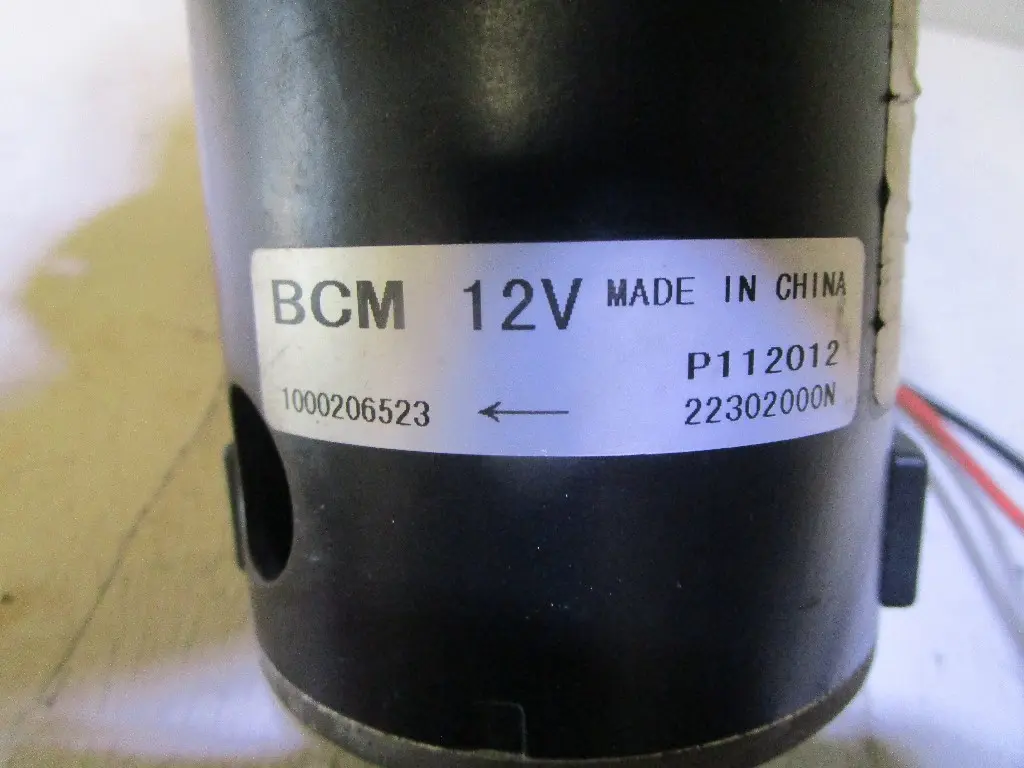 BCM 12V MADE IN CHINA
P112012
1000206523 ← 22302000N